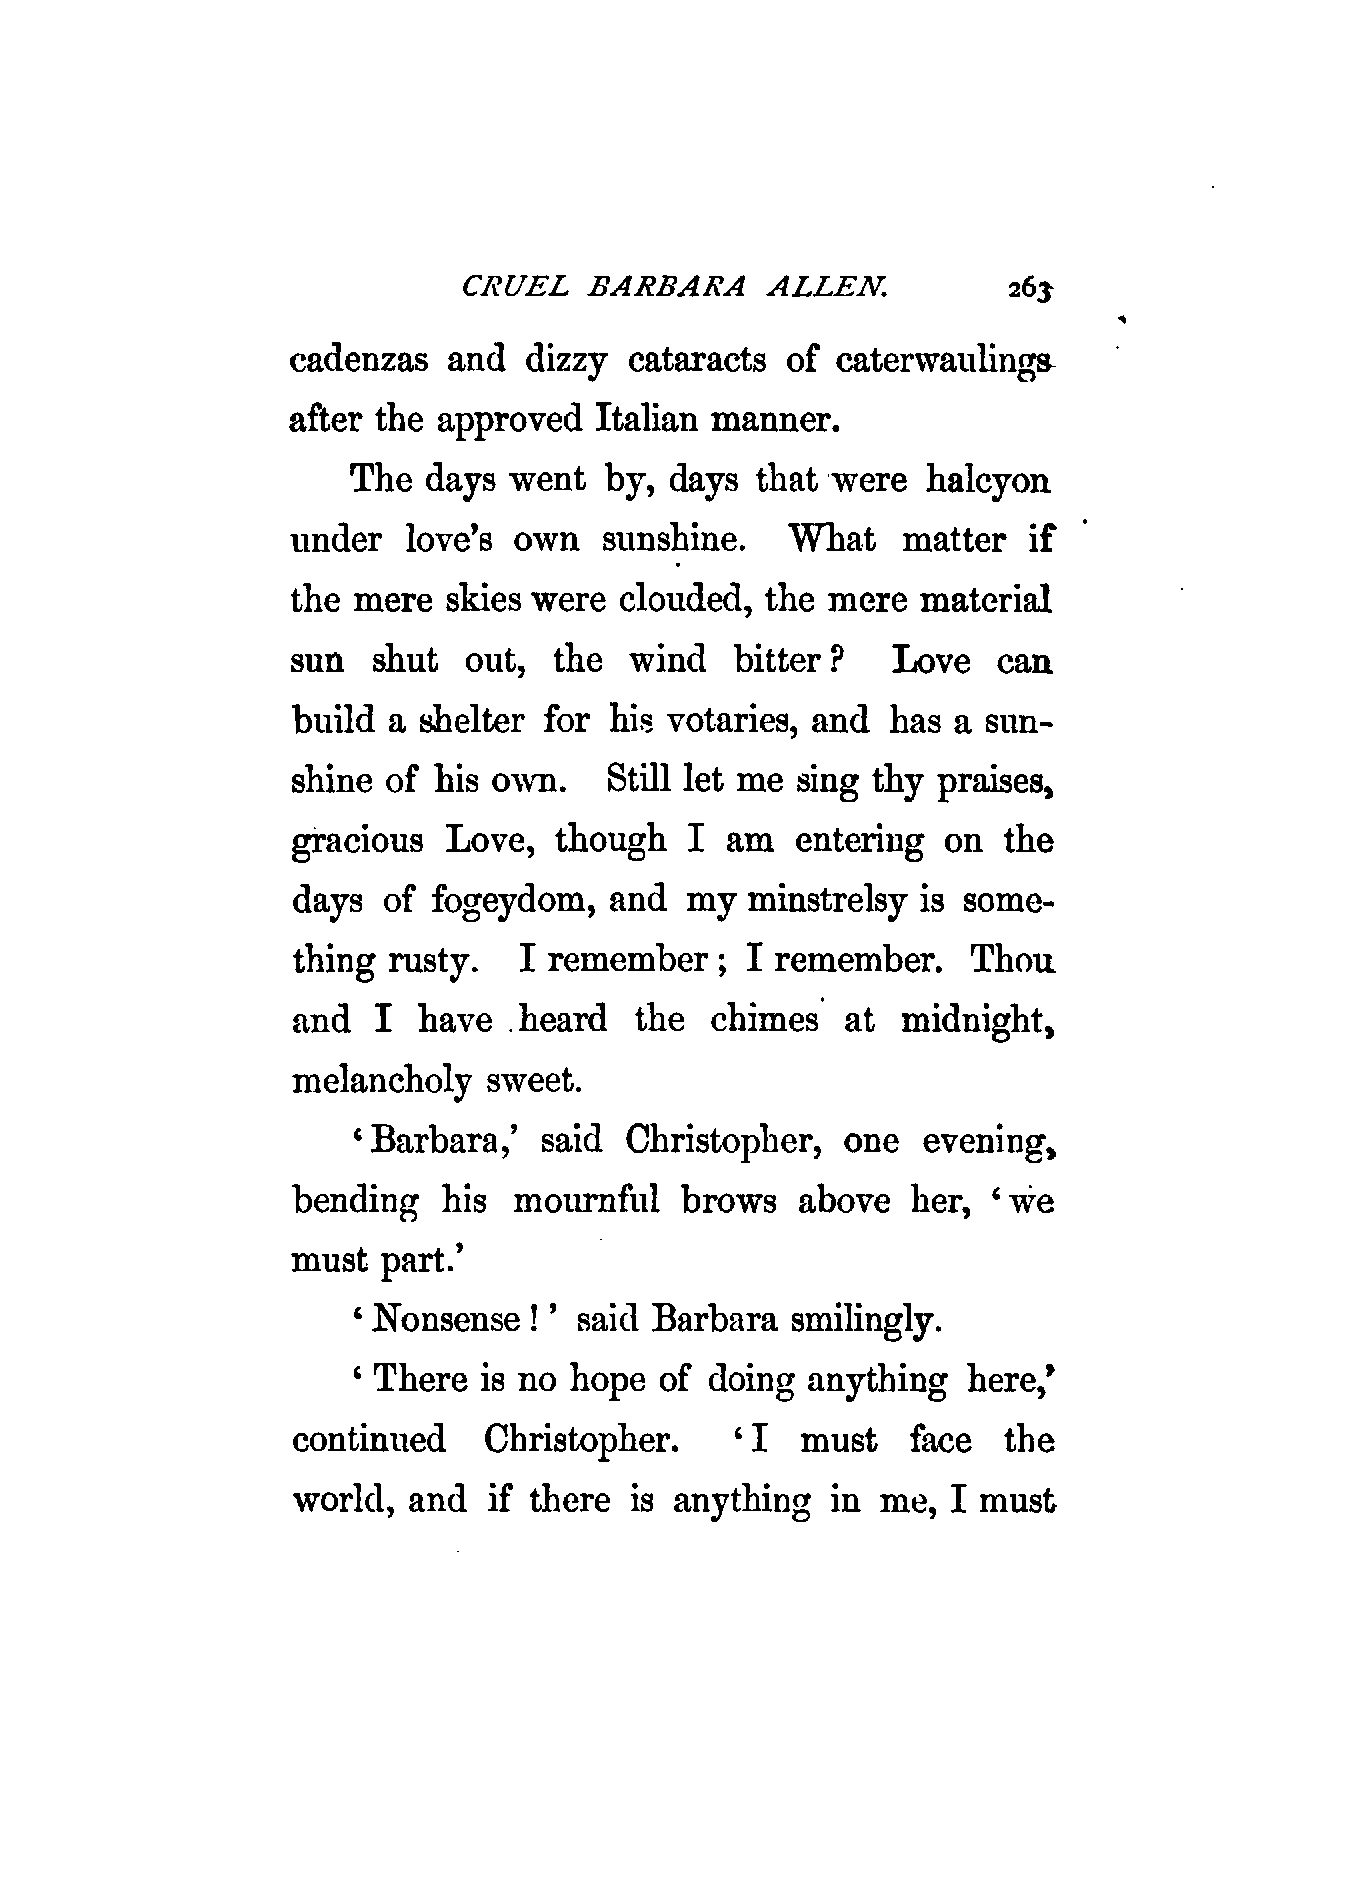 CRUEL BARBARA ALLEN. 263
cadenzas and dizzy cataracts of caterwaulings
after the approved Italian manner.
The days went by, days that were halcyon
under love's own sunshine. What matter if
the mere skies were clouded, the mere material
sun shut out, the wind bitter? Love can
build a shelter for his votaries, and has a sun-
shine of his own. Still let me sing thy praises,
gracious Love, though I am entering on the
days of fogeydom, and my minstrelsy is some-
thing rusty. I remember; I remember. Thou
and I have heard the chimes at midnight,
melancholy sweet.
‘Barbara,’ said Christopher, one evening,
bending his mournful brows above her, ‘we
must part.’
‘Nonsense!’ said Barbara smilingly.
‘There is no hope of doing anything here,’
continued Christopher. ‘I must face the
world, and if there is anything in me, I must